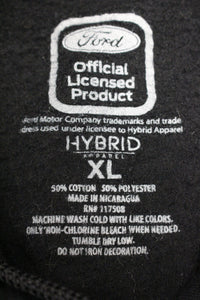 Ford
Official
Licensed
Product
Ford Motor Company trademarks and trade
dress used under licensee to Hybrid Apparel
HYBRID
APPAREL
XL
50% COTTON 50% POLYESTER
MADE IN NICARAGUA
RN# 117508
MACHINE WASH COLD WITH LIKE COLORS.
ONLY NON-CHLORINE BLEACH WHEN NEEDED.
TUMBLE DRY LOW.
DO NOT IRON DECORATION.